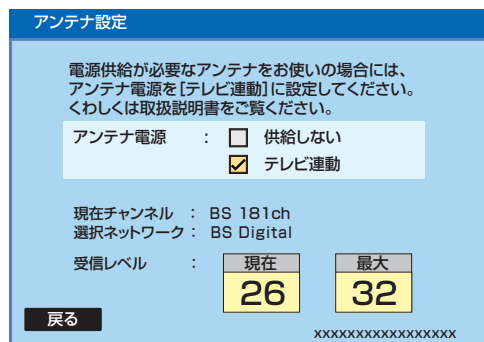 アンテナ設定
電源供給が必要なアンテナをお使いの場合には、
アンテナ電源を[テレビ連動]に設定してください。
くわしくは取扱説明書をご覧ください。
アンテナ電源 : 供給しない
テレビ連動
現在チャンネル : BS 181ch
選択ネットワーク : BS Digital
受信レベル : 現在 最大
26 32
戻る
xxxxxxxxxxxxxxxxx